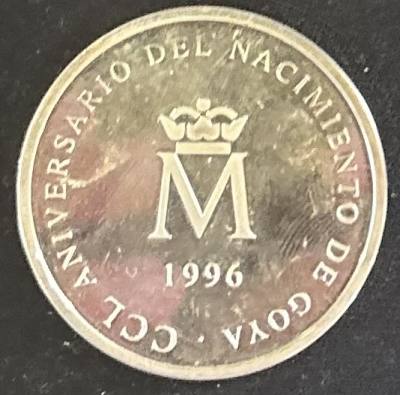 CCL ANIVERSARIO DEL NACIMIENTO DE GOYA ·
M
1996